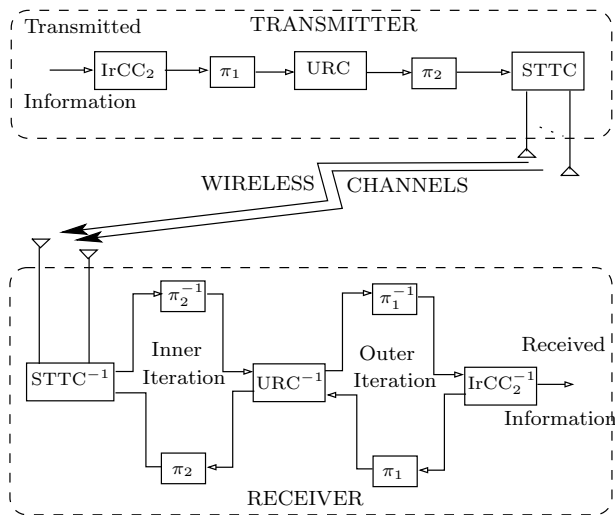 Transmitted
TRANSMITTER
IrCC₂
π₁
URC
π₂
STTC
Information
WIRELESS
CHANNELS
π₂⁻¹
π₁⁻¹
Inner
Iteration
Outer
Iteration
Received
STTC⁻¹
URC⁻¹
IrCC₂⁻¹
Information
π₂
π₁
RECEIVER